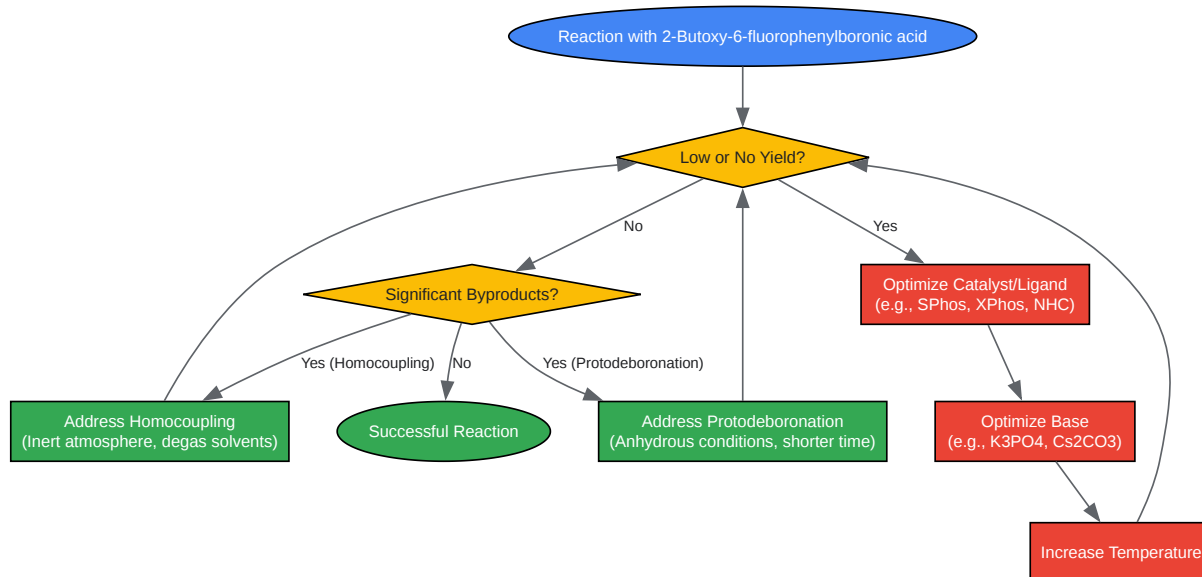 Reaction with 2-Butoxy-6-fluorophenylboronic acid
Low or No Yield?
No
Yes
Significant Byproducts?
Optimize Catalyst/Ligand
(e.g., SPhos, XPhos, NHC)
Yes (Homocoupling)
No
Yes (Protodeboronation)
Address Homocoupling
(Inert atmosphere, degas solvents)
Successful Reaction
Address Protodeboronation
(Anhydrous conditions, shorter time)
Optimize Base
(e.g., K3PO4, Cs2CO3)
Increase Temperature